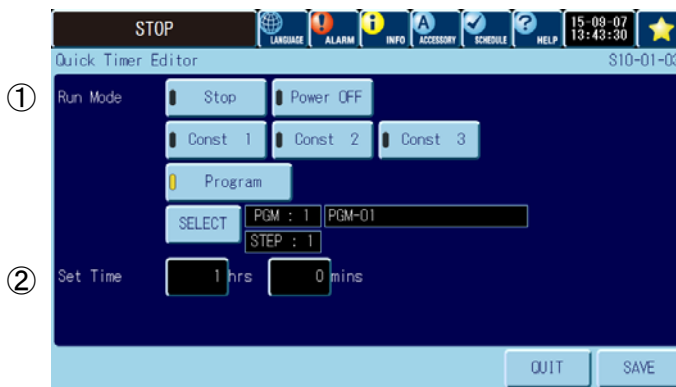 STOP LANGUAGE ALARM INFO ACCESSORY SCHEDULE HELP 15-09-07
13:43:30
Quick Timer Editor S10-01-03
① Run Mode Stop Power OFF
Const 1 Const 2 Const 3
Program
SELECT PGM : 1 PGM-01
STEP : 1
② Set Time 1 hrs 0 mins
QUIT SAVE